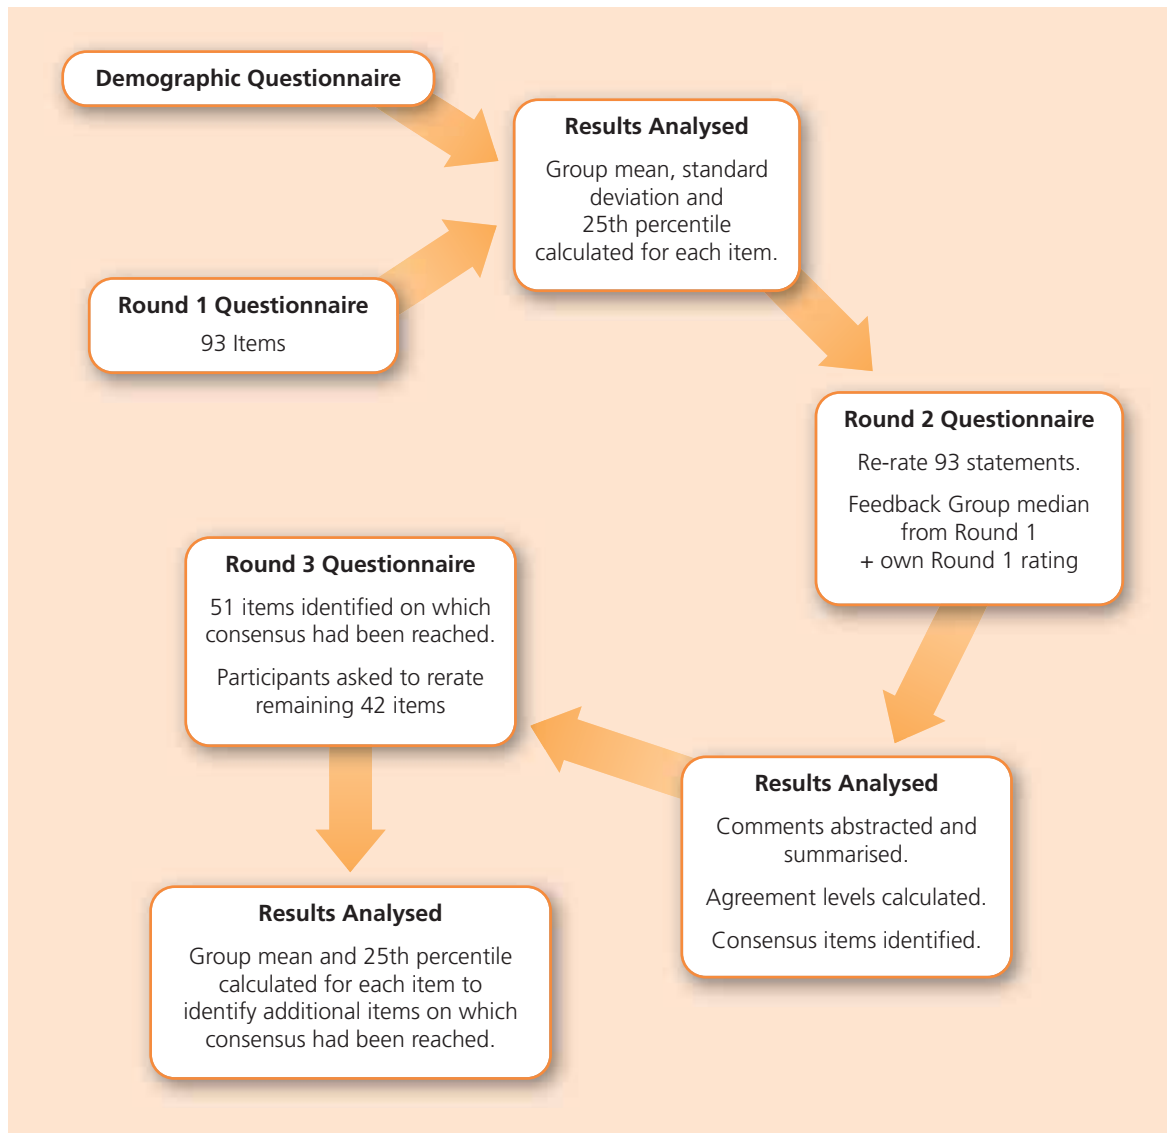 Demographic Questionnaire
Results Analysed
Group mean, standard
deviation and
25th percentile
calculated for each item.
Round 1 Questionnaire
93 Items
Round 2 Questionnaire
Re-rate 93 statements.
Feedback Group median
from Round 1
+ own Round 1 rating
Results Analysed
Comments abstracted and
summarised.
Agreement levels calculated.
Consensus items identified.
Round 3 Questionnaire
51 items identified on which
consensus had been reached.
Participants asked to rerate
remaining 42 items
Results Analysed
Group mean and 25th percentile
calculated for each item to
identify additional items on which
consensus had been reached.